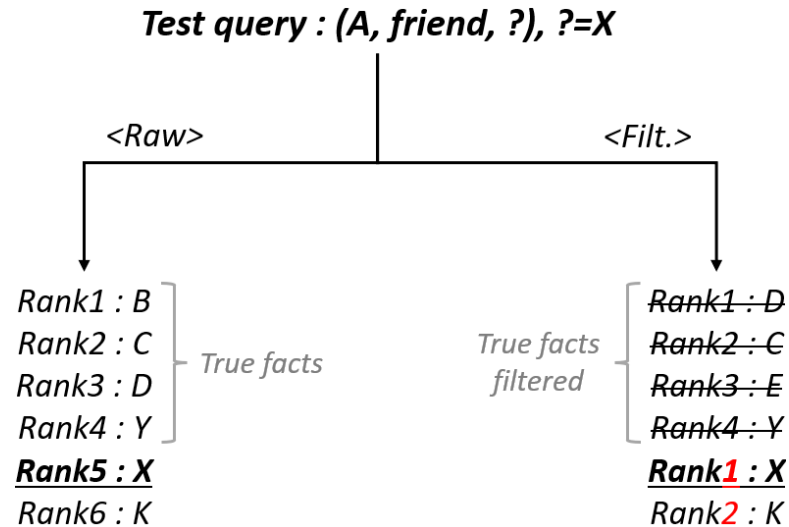 Test query : (A, friend, ?), ?=X
<Raw>
<Filt.>
Rank1 : B
Rank2 : C
Rank3 : D
Rank4 : Y
Rank5 : X
Rank6 : K
True facts
True facts
filtered
Rank1 : D
Rank2 : C
Rank3 : E
Rank4 : Y
Rank1 : X
Rank2 : K